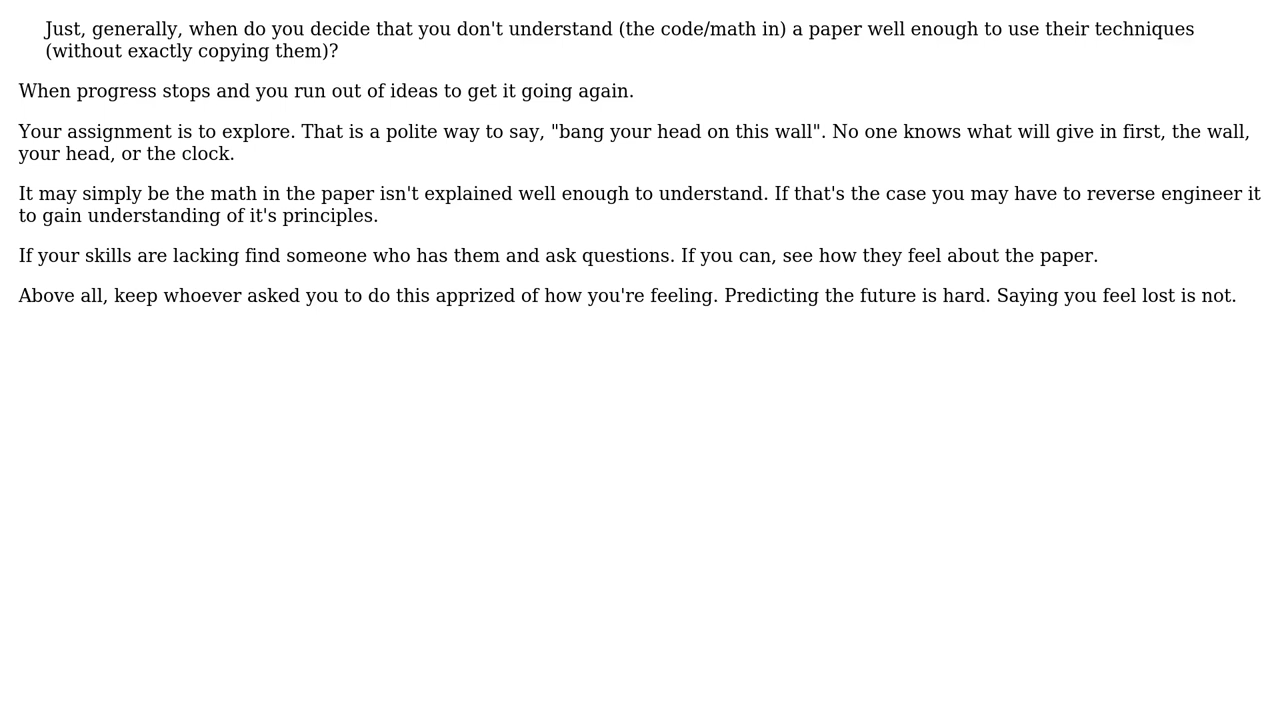 Just, generally, when do you decide that you don't understand (the code/math in) a paper well enough to use their techniques
(without exactly copying them)?
When progress stops and you run out of ideas to get it going again.
Your assignment is to explore. That is a polite way to say, "bang your head on this wall". No one knows what will give in first, the wall,
your head, or the clock.
It may simply be the math in the paper isn't explained well enough to understand. If that's the case you may have to reverse engineer it
to gain understanding of it's principles.
If your skills are lacking find someone who has them and ask questions. If you can, see how they feel about the paper.
Above all, keep whoever asked you to do this apprized of how you're feeling. Predicting the future is hard. Saying you feel lost is not.